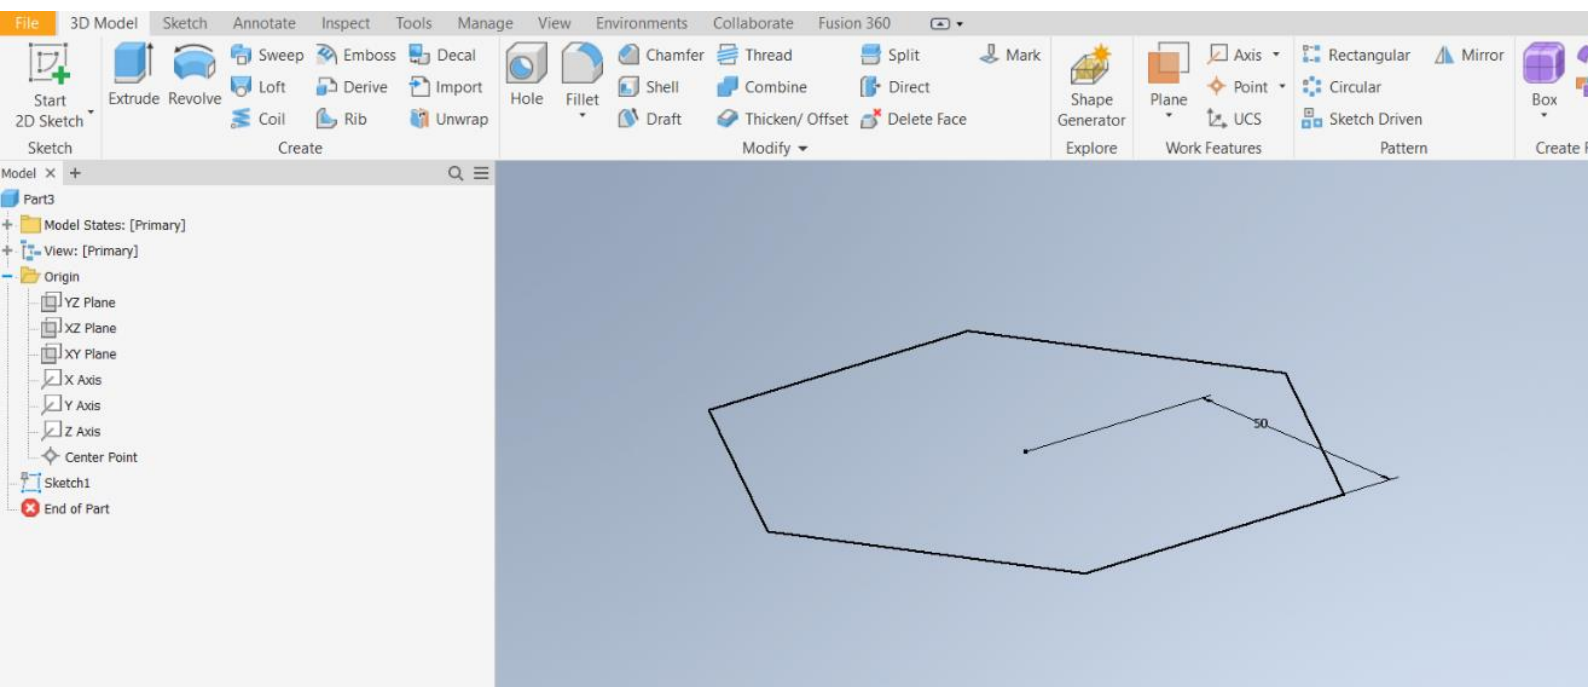 File 3D Model Sketch Annotate Inspect Tools Manage View Environments Collaborate Fusion 360
Start
2D Sketch
Sketch
Extrude
Revolve
Sweep
Emboss
Decal
Loft
Derive
Import
Coil
Rib
Unwrap
Create
Hole
Fillet
Chamfer
Thread
Split
Mark
Shell
Combine
Direct
Draft
Thicken/ Offset
Delete Face
Modify
Shape
Generator
Explore
Plane
Axis
Point
UCS
Work Features
Rectangular
Mirror
Circular
Sketch Driven
Pattern
Box
Create
Model
Part3
Model States: [Primary]
View: [Primary]
Origin
YZ Plane
XZ Plane
XY Plane
X Axis
Y Axis
Z Axis
Center Point
Sketch1
End of Part
50